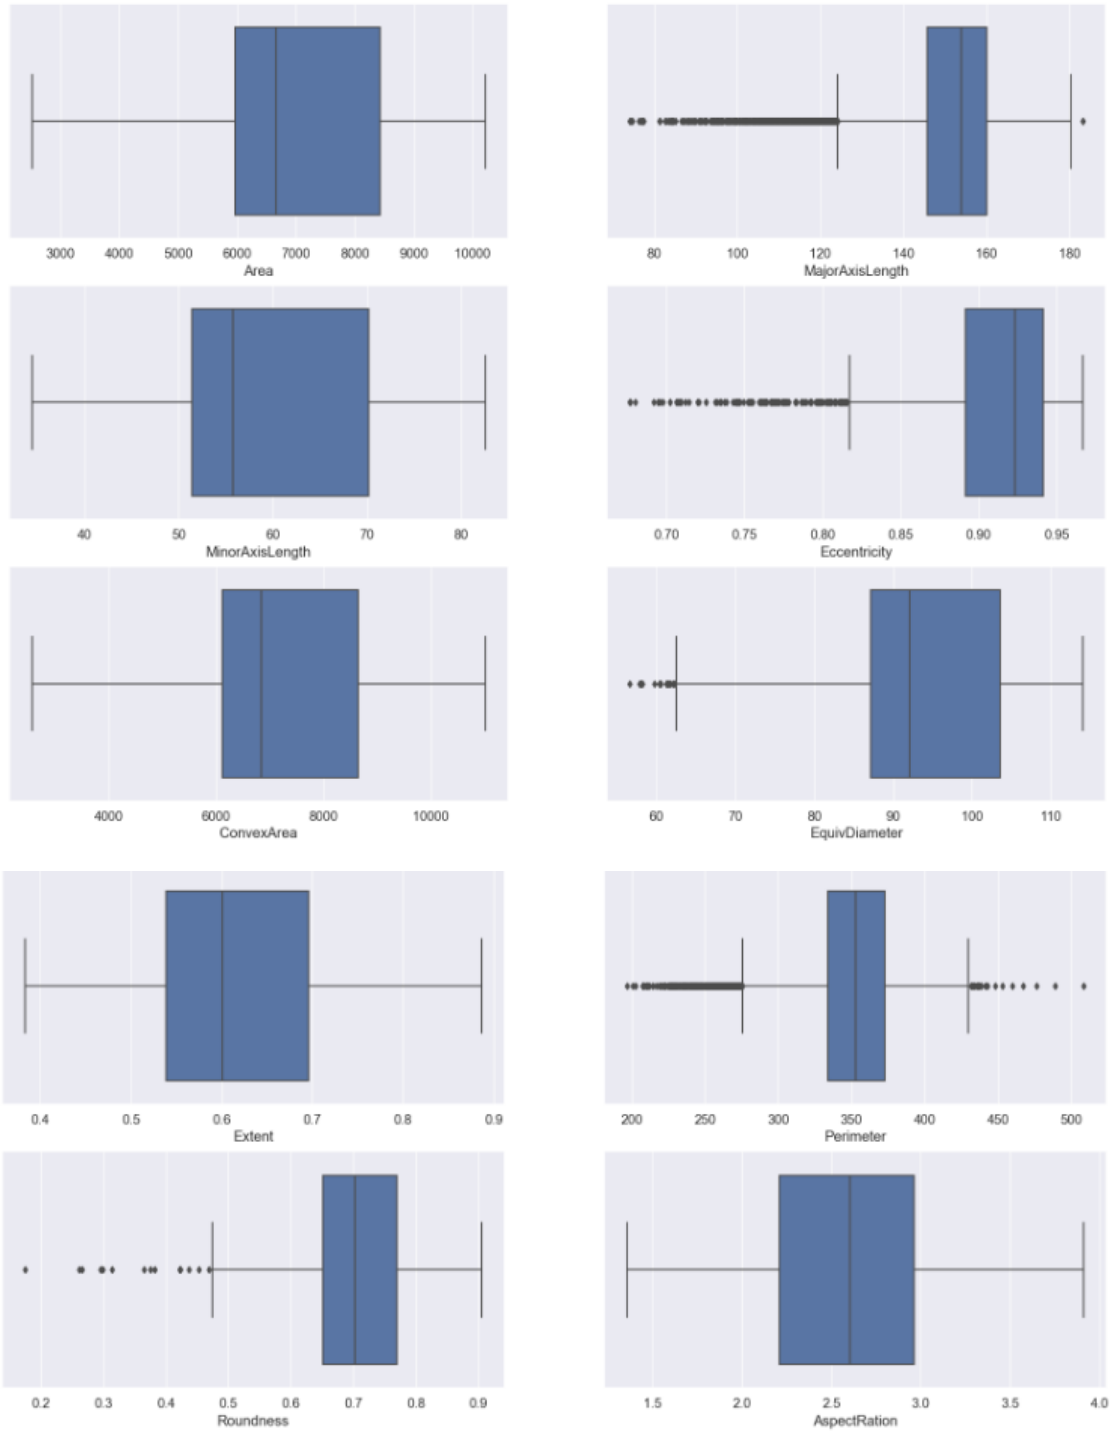 3000 4000 5000 6000 7000 8000 9000 10000
Area
80 100 120 140 160 180
MajorAxisLength
40 50 60 70 80
MinorAxisLength
0.70 0.75 0.80 0.85 0.90 0.95
Eccentricity
4000 6000 8000 10000
ConvexArea
60 70 80 90 100 110
EquivDiameter
0.4 0.5 0.6 0.7 0.8 0.9
Extent
200 250 300 350 400 450 500
Perimeter
0.2 0.3 0.4 0.5 0.6 0.7 0.8 0.9
Roundness
1.5 2.0 2.5 3.0 3.5 4.0
AspectRation